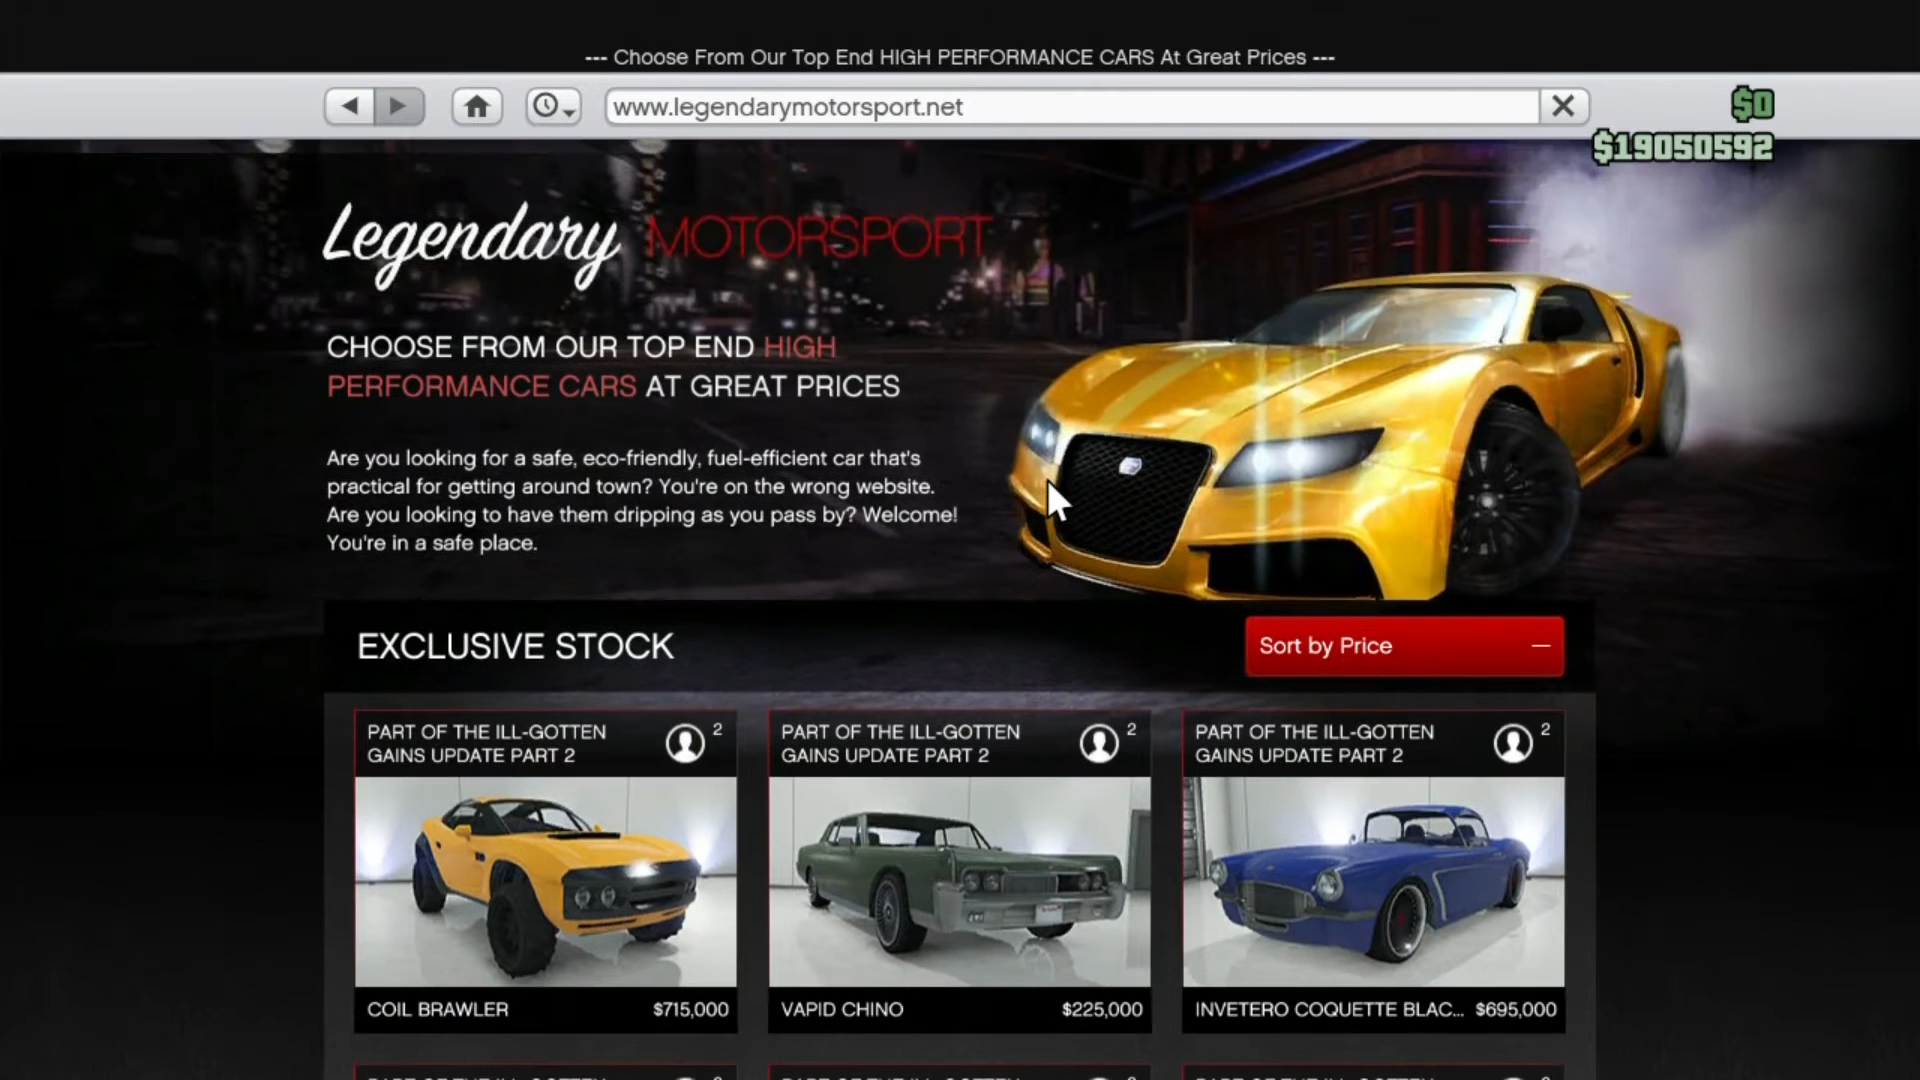 --- Choose From Our Top End HIGH PERFORMANCE CARS At Great Prices ---
www.legendarymotorsport.net
$0
$19050592
Legendary MOTORSPORT
CHOOSE FROM OUR TOP END HIGH
PERFORMANCE CARS AT GREAT PRICES
Are you looking for a safe, eco-friendly, fuel-efficient car that's
practical for getting around town? You're on the wrong website.
Are you looking to have them dripping as you pass by? Welcome!
You're in a safe place.
EXCLUSIVE STOCK
Sort by Price
PART OF THE ILL-GOTTEN
GAINS UPDATE PART 2
2
PART OF THE ILL-GOTTEN
GAINS UPDATE PART 2
2
PART OF THE ILL-GOTTEN
GAINS UPDATE PART 2
2
COIL BRAWLER $715,000
VAPID CHINO $225,000
INVETERO COQUETTE BLAC... $695,000